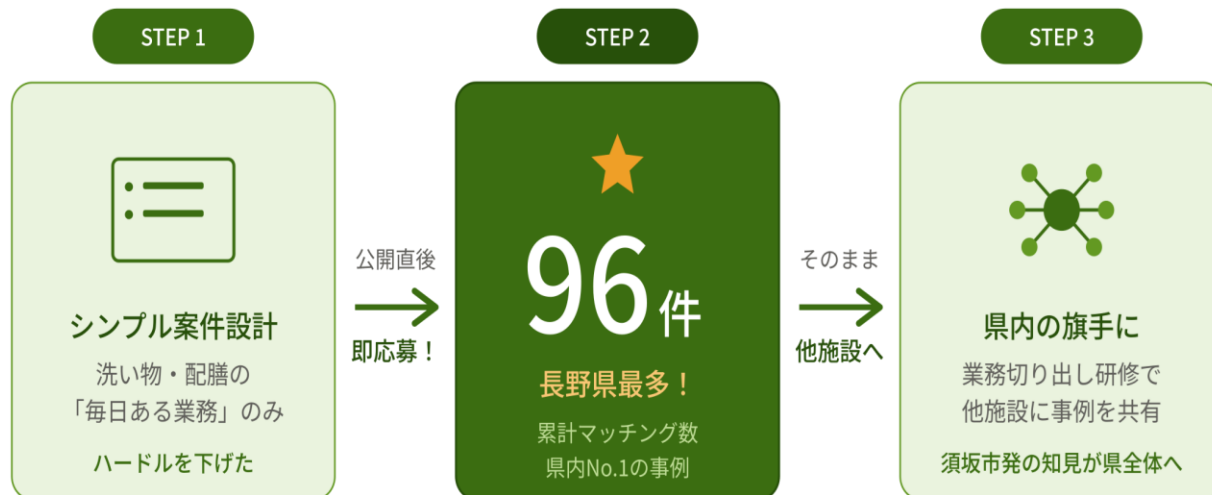 STEP 1
シンプル案件設計
洗い物・配膳の
「毎日ある業務」のみ
ハードルを下げた
公開直後
即応募！
STEP 2
96件
長野県最多！
累計マッチング数
県内No.1の事例
そのまま
他施設へ
STEP 3
県内の旗手に
業務切り出し研修で
他施設に事例を共有
須坂市発の知見が県全体へ